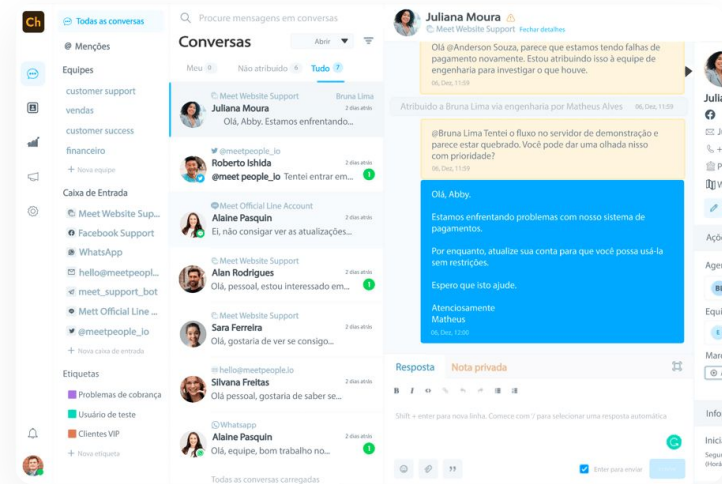 Ch
Todas as conversas
@ Menções
Equipes
customer support
vendas
customer success
financeiro
+ Nova equipe
Caixa de Entrada
Meet Website Sup...
Facebook Support
WhatsApp
hello@meetpeopl...
meet_support_bot
Mett Official Line ...
@meetpeople_io
+ Nova caixa de entrada
Etiquetas
Problemas de cobrança
Usuário de teste
Clientes VIP
+ Nova etiqueta
Procure mensagens em conversas
Conversas
Abrir
Meu 0 Não atribuído 6 Tudo 7
Meet Website Support Bruna Lima
Juliana Moura 2 dias atrás
Olá, Abby. Estamos enfrentando...
@meetpeople_io
Roberto Ishida 2 dias atrás
@meet people_io Tentei entrar em... 1
Meet Official Line Account
Alaine Pasquin 2 dias atrás
Ei, não consigar ver as atualizações...
Meet Website Support
Alan Rodrigues 2 dias atrás
Olá, pessoal, estou interessado em... 1
Meet Website Support
Sara Ferreira 2 dias atrás
Olá, gostaria de ver se consigo...
hello@meetpeople.io
Silvana Freitas 2 dias atrás
Olá pessoal, gostaria de saber se...
Whatsapp
Alaine Pasquin 2 dias atrás
Olá, equipe, bom trabalho no... 1
Todas as conversas carregadas
Juliana Moura
Meet Website Support Fechar detalhes
Olá @Anderson Souza, parece que estamos tendo falhas de
pagamento novamente. Estou atribuindo isso à equipe de
engenharia para investigar o que houve.
06, Dez, 11:59
Atribuído a Bruna Lima via engenharia por Matheus Alves 06, Dez, 11:59
@Bruna Lima Tentei o fluxo no servidor de demonstração e
parece estar quebrado. Você pode dar uma olhada nisso
com prioridade?
06, Dez, 11:59
Olá, Abby.
Estamos enfrentando problemas com nosso sistema de
pagamentos.
Por enquanto, atualize sua conta para que você possa usá-la
sem restrições.
Espero que isto ajude.
Atenciosamente
Matheus
06, Dez, 12:00
Resposta Nota privada
Shift + enter para nova linha. Comece com '/' para selecionar uma resposta automática
Enter para enviar
Julia
Açõ
Agen
Equi
Marc
Info
Inici